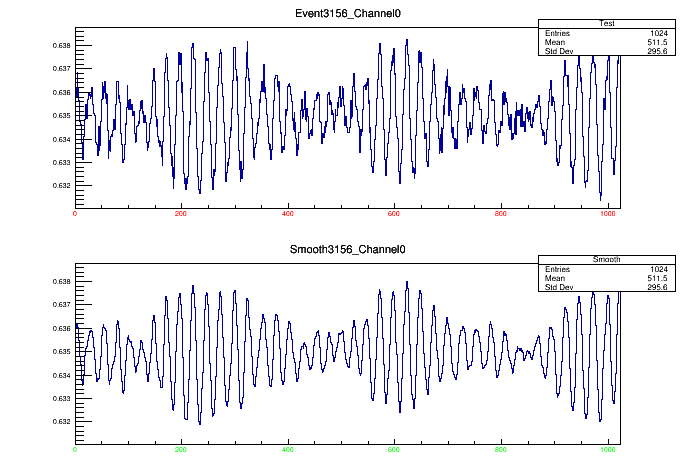 Event3156_Channel0
Test
Entries 1024
Mean 511.5
Std Dev 295.6
0.638
0.637
0.636
0.635
0.634
0.633
0.632
0 200 400 600 800 1000
Smooth3156_Channel0
Smooth
Entries 1024
Mean 511.5
Std Dev 295.6
0.638
0.637
0.636
0.635
0.634
0.633
0.632
0 200 400 600 800 1000